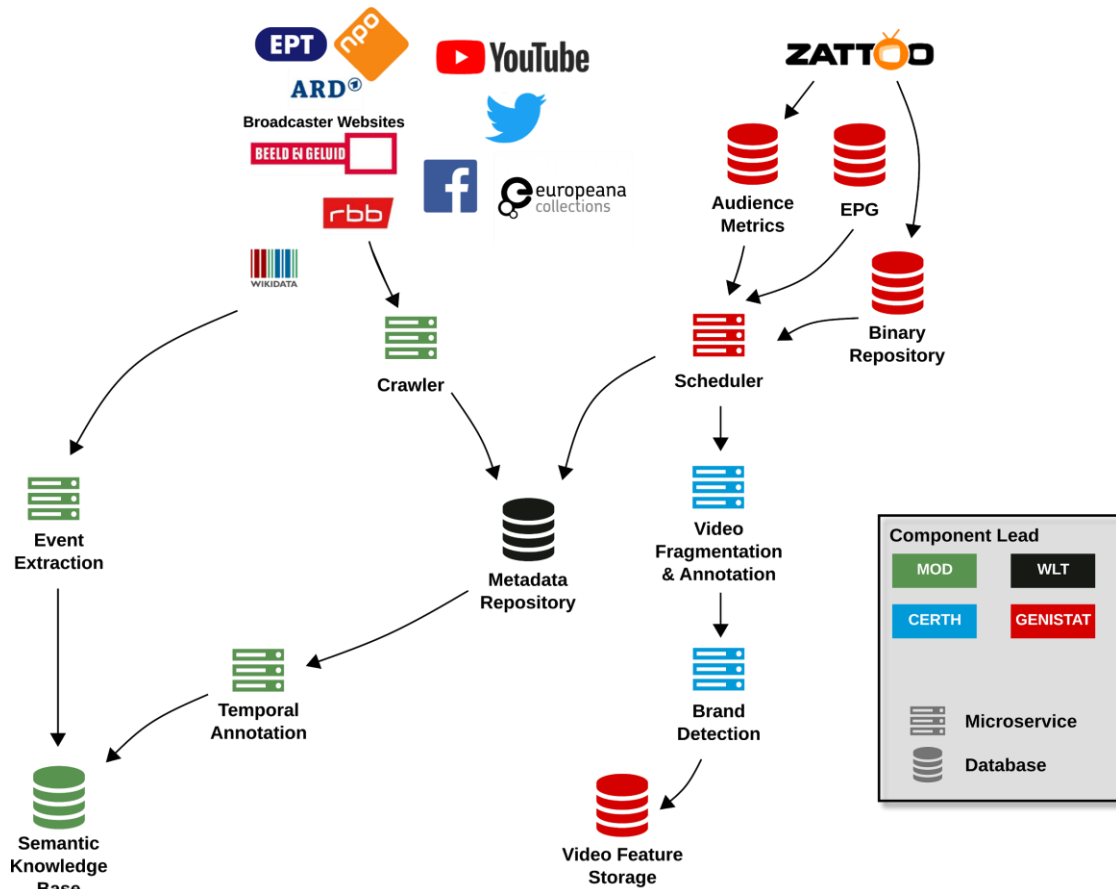 EPT
npo
ARD
YouTube
ZATTOO
Broadcaster Websites
BEELD EN GELUID
europeana
collections
rbb
WIKIDATA
Audience
Metrics
EPG
Binary
Repository
Crawler
Scheduler
Event
Extraction
Metadata
Repository
Video
Fragmentation
& Annotation
Temporal
Annotation
Brand
Detection
Semantic
Knowledge
Base
Video Feature
Storage
Component Lead
MOD
WLT
CERTH
GENISTAT
Microservice
Database